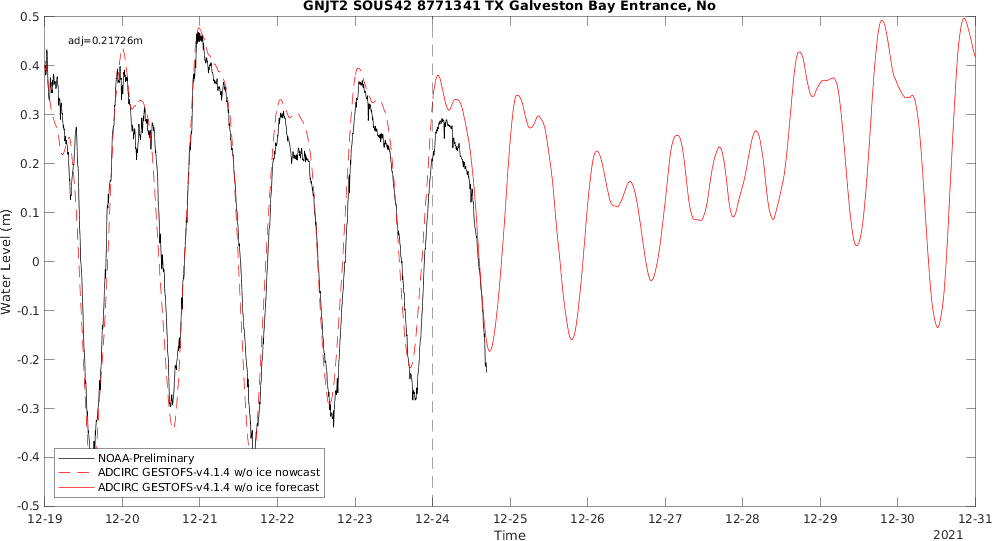 GNJT2 SOUS42 8771341 TX Galveston Bay Entrance, No
adj=0.21726m
0.5
0.4
0.3
0.2
0.1
0
-0.1
-0.2
-0.3
-0.4
-0.5
Water Level (m)
NOAA-Preliminary
ADCIRC GESTOFS-v4.1.4 w/o ice nowcast
ADCIRC GESTOFS-v4.1.4 w/o ice forecast
12-19 12-20 12-21 12-22 12-23 12-24 12-25 12-26 12-27 12-28 12-29 12-30 12-31
Time
2021